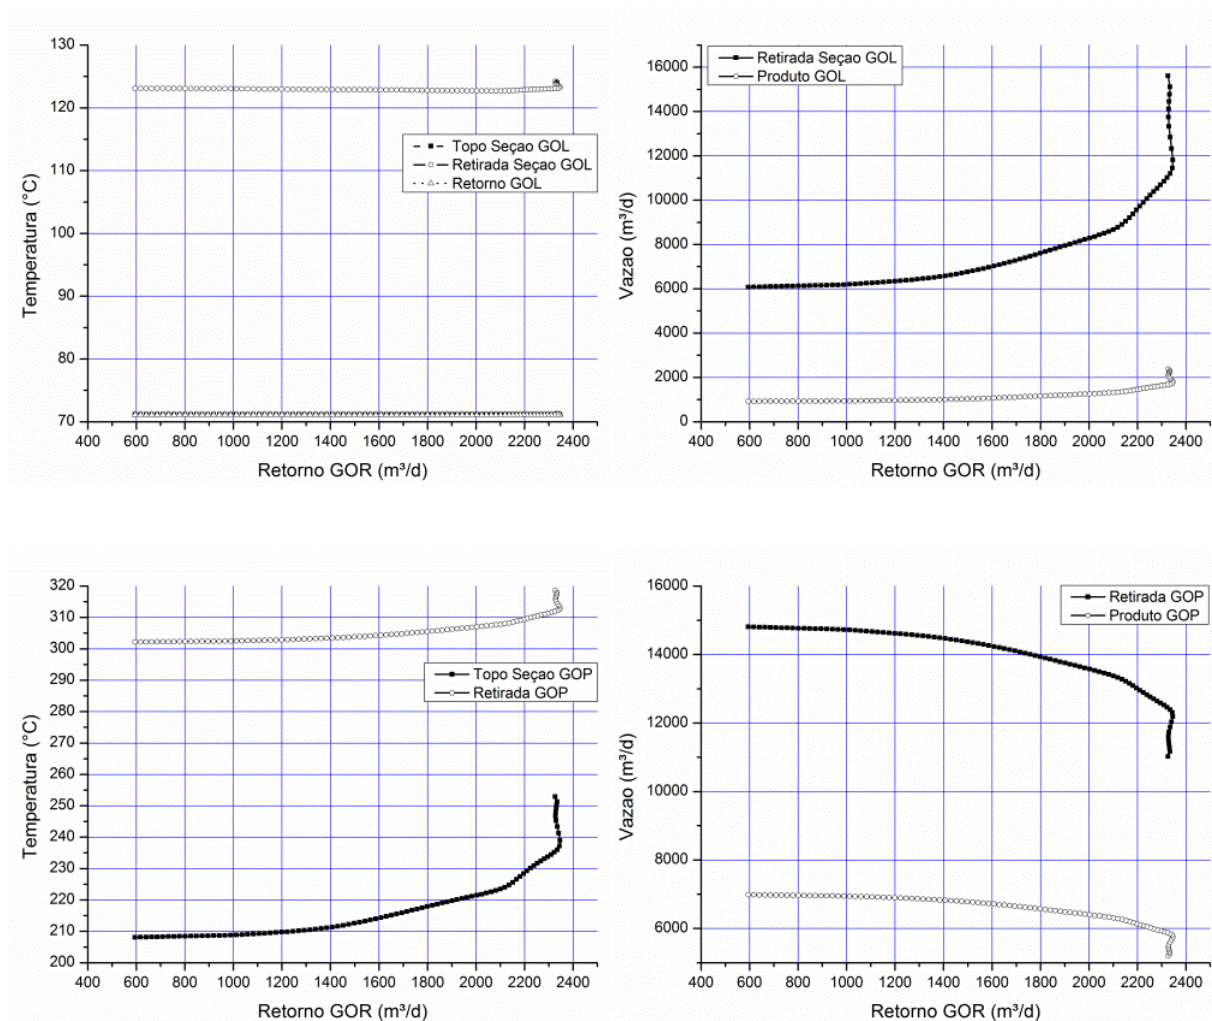 130
120
110
100
90
80
70
Temperatura (°C)
Topo Seçao GOL
Retirada Seçao GOL
Retorno GOL
400 600 800 1000 1200 1400 1600 1800 2000 2200 2400
Retorno GOR (m³/d)
16000
14000
12000
10000
8000
6000
4000
2000
0
Vazao (m³/d)
Retirada Seçao GOL
Produto GOL
400 600 800 1000 1200 1400 1600 1800 2000 2200 2400
Retorno GOR (m³/d)
320
310
300
290
280
270
260
250
240
230
220
210
200
Temperatura (°C)
Topo Seçao GOP
Retirada GOP
400 600 800 1000 1200 1400 1600 1800 2000 2200 2400
Retorno GOR (m³/d)
16000
14000
12000
10000
8000
6000
Vazao (m³/d)
Retirada GOP
Produto GOP
400 600 800 1000 1200 1400 1600 1800 2000 2200 2400
Retorno GOR (m³/d)